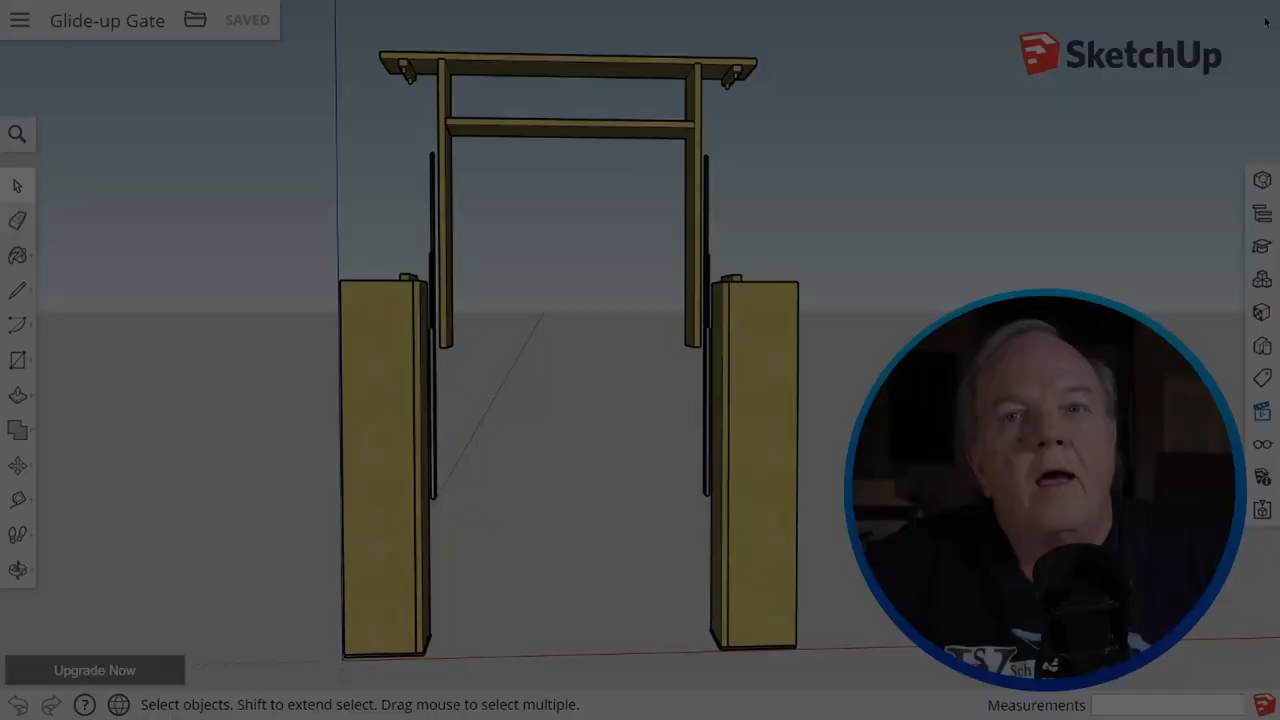 Glide-up Gate
SAVED
SketchUp
Upgrade Now
Select objects. Shift to extend select. Drag mouse to select multiple.
Measurements